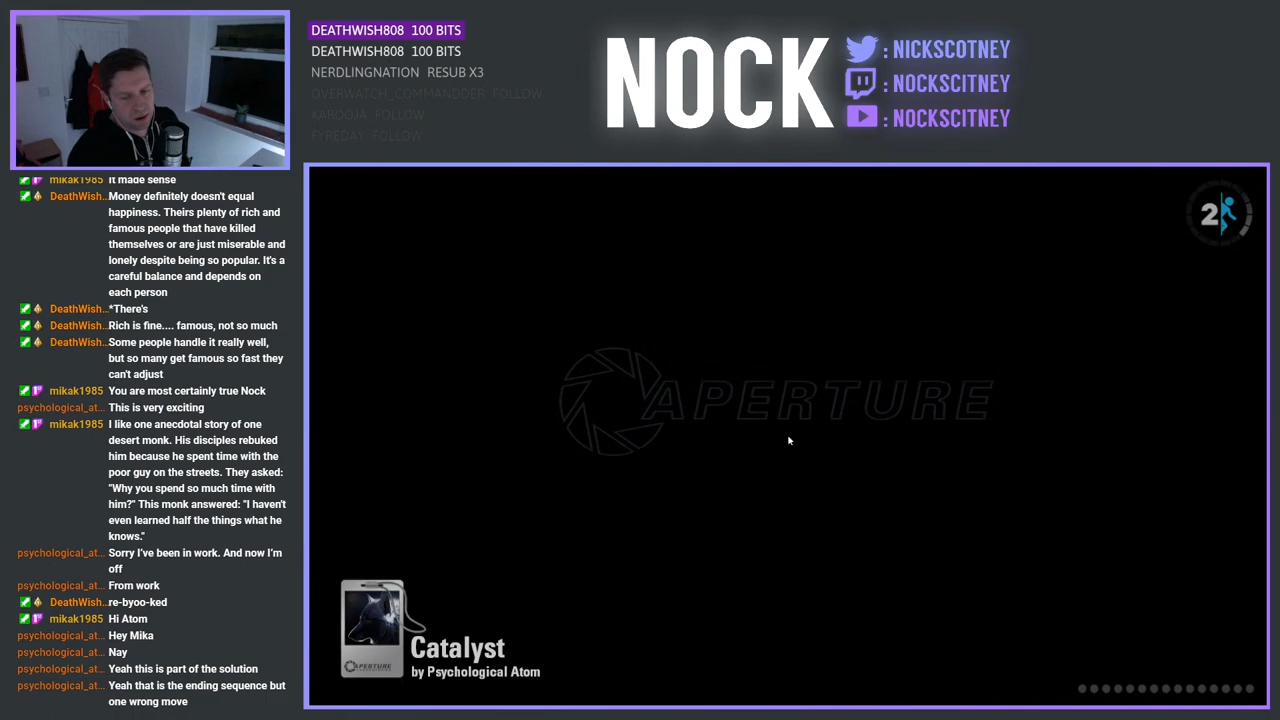 DEATHWISH808 100 BITS
DEATHWISH808 100 BITS
NERDLINGNATION RESUB X3
OVERWATCH_COMMANDDER FOLLOW
KAROOJA FOLLOW
FYREDAY FOLLOW
NOCK
: NICKSCOTNEY
: NOCKSCITNEY
: NOCKSCITNEY
mikak1985 It made sense
DeathWish... Money definitely doesn't equal
happiness. Theirs plenty of rich and
famous people that have killed
themselves or are just miserable and
lonely despite being so popular. It's a
careful balance and depends on
each person
DeathWish... *There's
DeathWish... Rich is fine.... famous, not so much
DeathWish... Some people handle it really well,
but so many get famous so fast they
can't adjust
mikak1985 You are most certainly true Nock
psychological_at... This is very exciting
mikak1985 I like one anecdotal story of one
desert monk. His disciples rebuked
him because he spent time with the
poor guy on the streets. They asked:
"Why you spend so much time with
him?" This monk answered: "I haven't
even learned half the things what he
knows."
psychological_at... Sorry I've been in work. And now I'm
off
psychological_at... From work
DeathWish... re-byoo-ked
mikak1985 Hi Atom
psychological_at... Hey Mika
psychological_at... Nay
psychological_at... Yeah this is part of the solution
psychological_at... Yeah that is the ending sequence but
one wrong move
2
APERTURE
APERTURE
Catalyst
by Psychological Atom